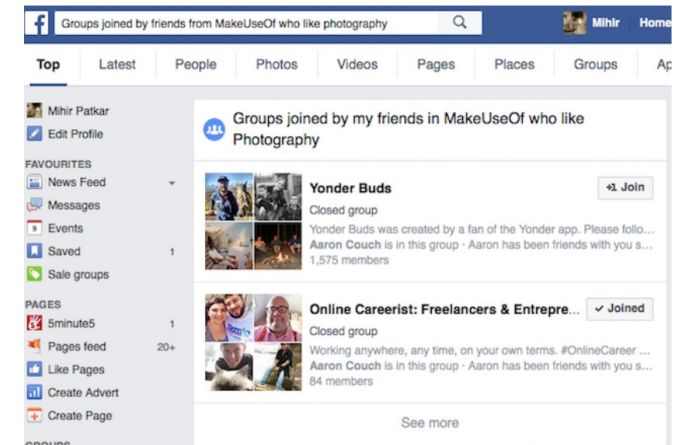 f
Groups joined by friends from MakeUseOf who like photography
Mihir
Home
Top
Latest
People
Photos
Videos
Pages
Places
Groups
Ap
Mihir Patkar
Edit Profile
FAVOURITES
News Feed
Messages
9
Events
Saved
1
Sale groups
PAGES
5minute5
1
Pages feed
20+
Like Pages
Create Advert
Create Page
GROUPS
Groups joined by my friends in MakeUseOf who like
Photography
Yonder Buds
+1 Join
Closed group
Yonder Buds was created by a fan of the Yonder app. Please follo...
Aaron Couch is in this group · Aaron has been friends with you s...
1,575 members
Online Careerist: Freelancers & Entrepre...
✓ Joined
Closed group
Working anywhere, any time, on your own terms. #OnlineCareer ...
Aaron Couch is in this group · Aaron has been friends with you s...
84 members
See more